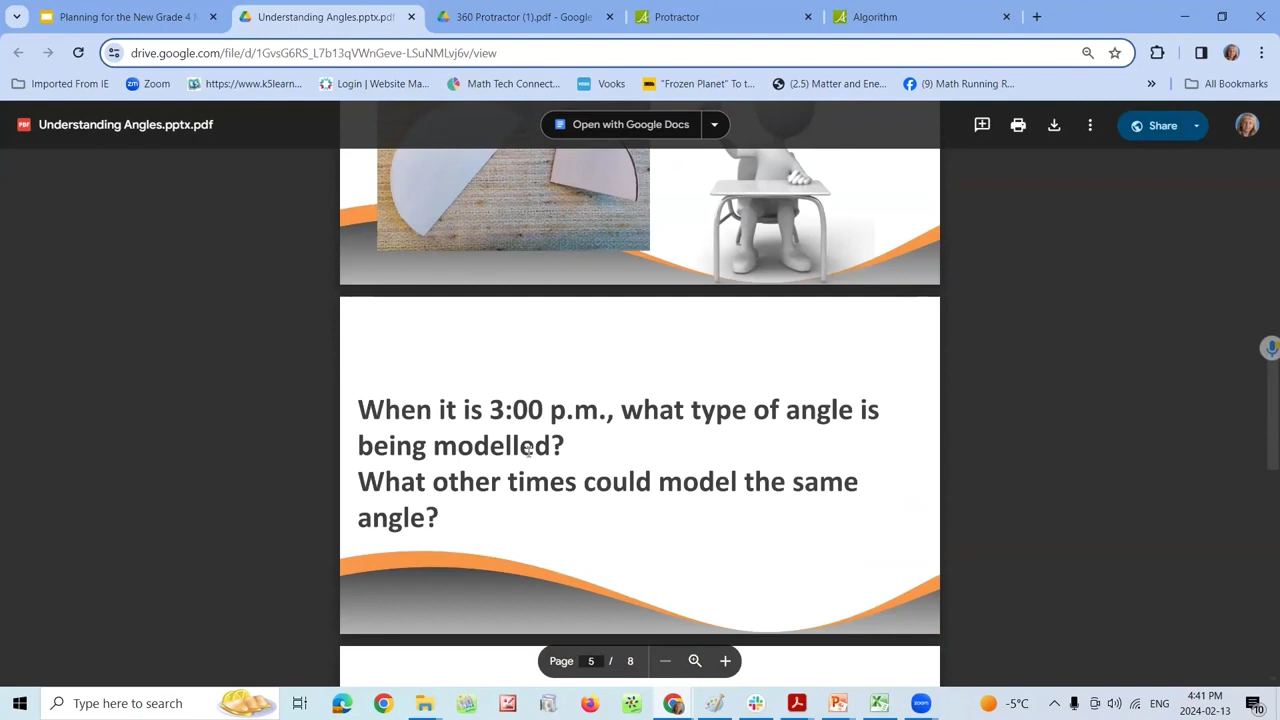 Planning for the New Grade 4
Understanding Angles.pptx.pdf
360 Protractor (1).pdf - Google
Protractor
Algorithm
drive.google.com/file/d/1GvsG6RS_L7b13qVWnGeve-LSuNMLvj6v/view
Imported From IE
Zoom
https://www.k5learn...
Login | Website Ma...
Math Tech Connect...
Vooks
"Frozen Planet" To t...
(2.5) Matter and Ene...
(9) Math Running R...
»
All Bookmarks
Understanding Angles.pptx.pdf
Open with Google Docs
Share
When it is 3:00 p.m., what type of angle is
being modelled?
What other times could model the same
angle?
Page 5 / 8
Type here to search
-5°C
ENG
4:41 PM
2024-02-13
10